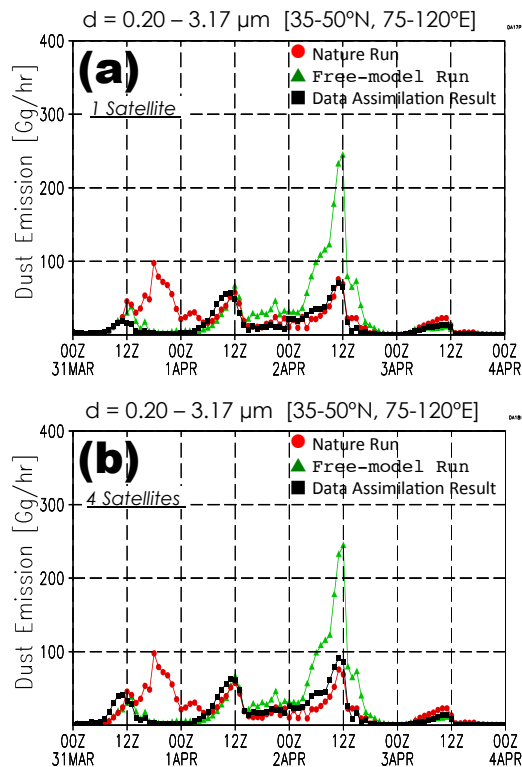 d = 0.20 – 3.17 μm [35-50ºN, 75-120ºE]
(a)
1 Satellite
Nature Run
Free-model Run
Data Assimilation Result
Dust Emission [Gg/hr]
400
300
200
100
00Z 12Z 00Z 12Z 00Z 12Z 00Z 12Z 00Z
31MAR 1APR 2APR 3APR 4APR
d = 0.20 – 3.17 μm [35-50ºN, 75-120ºE]
(b)
4 Satellites
Nature Run
Free-model Run
Data Assimilation Result
Dust Emission [Gg/hr]
400
300
200
100
00Z 12Z 00Z 12Z 00Z 12Z 00Z 12Z 00Z
31MAR 1APR 2APR 3APR 4APR